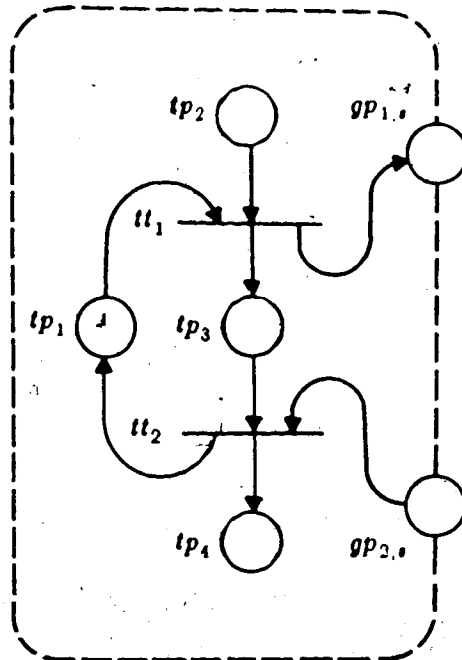 tp₂
gp₁,ₛ
tt₁
tp₁
tp₃
tt₂
tp₄
gp₂,ₛ